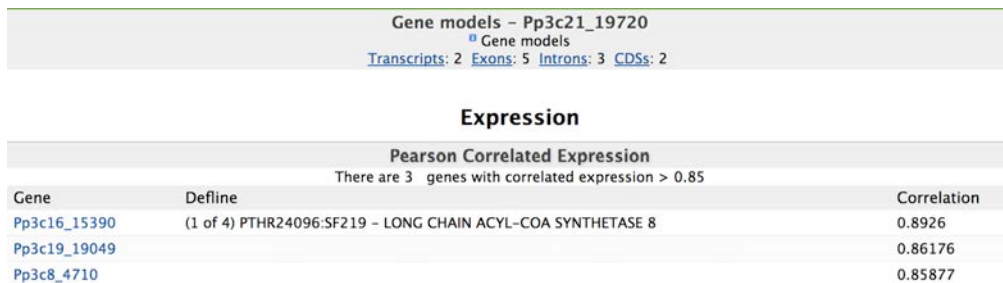 Gene models - Pp3c21_19720
Gene models
Transcripts: 2 Exons: 5 Introns: 3 CDSs: 2
Expression
Pearson Correlated Expression
There are 3 genes with correlated expression > 0.85
Gene Defline Correlation
Pp3c16_15390 (1 of 4) PTHR24096:SF219 - LONG CHAIN ACYL-COA SYNTHETASE 8 0.8926
Pp3c19_19049 0.86176
Pp3c8_4710 0.85877